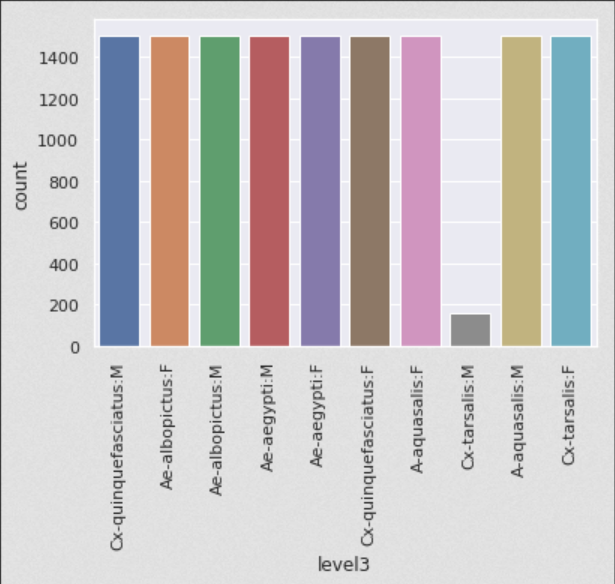 1400
1200
1000
800
600
400
200
0
count
Cx-quinquefasciatus:M
Ae-albopictus:F
Ae-albopictus:M
Ae-aegypti:M
Ae-aegypti:F
Cx-quinquefasciatus:F
A-aquasalis:F
Cx-tarsalis:M
A-aquasalis:M
Cx-tarsalis:F
level3